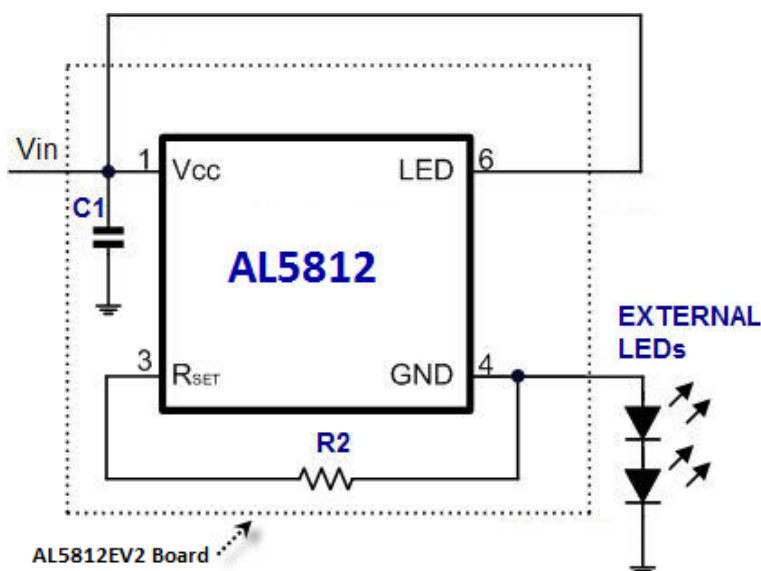 Vin
1
Vcc
LED
6
C1
AL5812
EXTERNAL
LEDs
3
RSET
GND
4
R2
AL5812EV2 Board